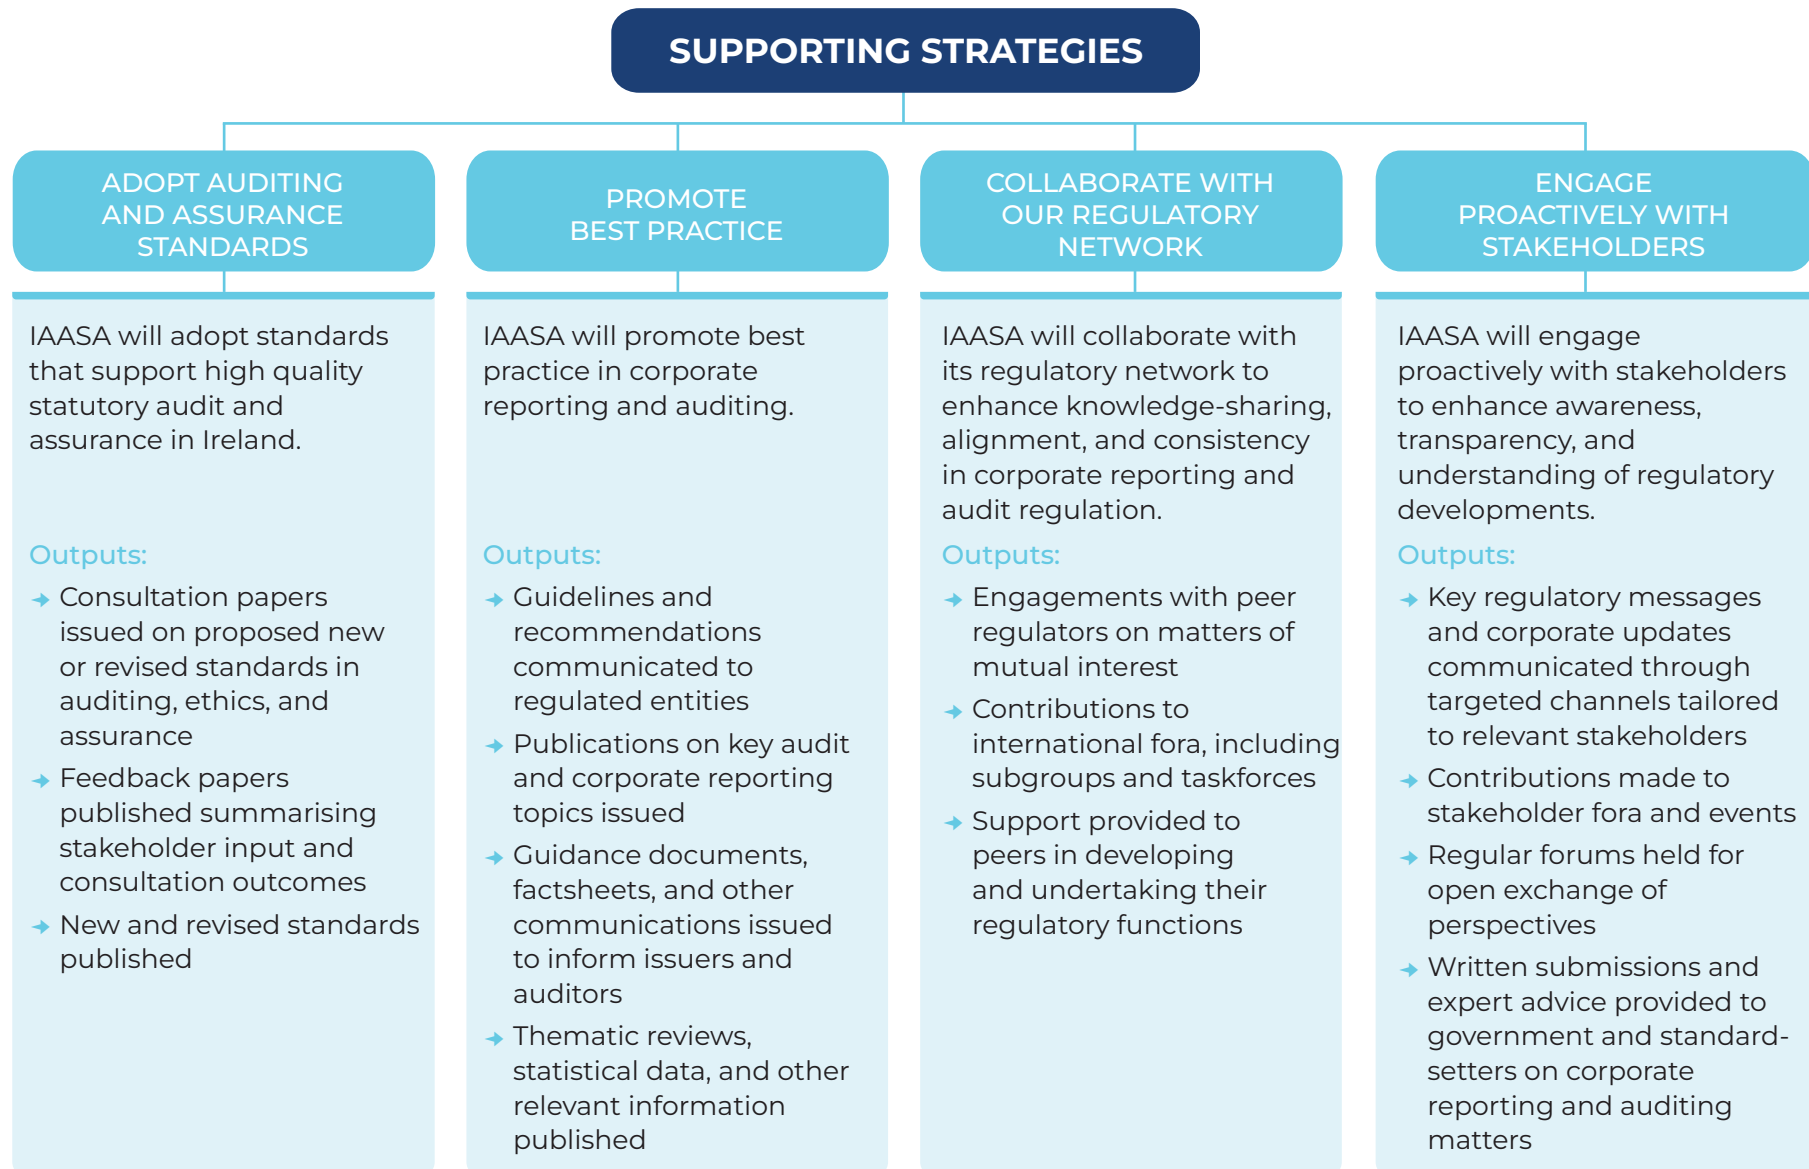 SUPPORTING STRATEGIES
ADOPT AUDITING
AND ASSURANCE
STANDARDS
IAASA will adopt standards
that support high quality
statutory audit and
assurance in Ireland.
Outputs:
Consultation papers
issued on proposed new
or revised standards in
auditing, ethics, and
assurance
Feedback papers
published summarising
stakeholder input and
consultation outcomes
New and revised standards
published
PROMOTE
BEST PRACTICE
IAASA will promote best
practice in corporate
reporting and auditing.
Outputs:
Guidelines and
recommendations
communicated to
regulated entities
Publications on key audit
and corporate reporting
topics issued
Guidance documents,
factsheets, and other
communications issued
to inform issuers and
auditors
Thematic reviews,
statistical data, and other
relevant information
published
COLLABORATE WITH
OUR REGULATORY
NETWORK
IAASA will collaborate with
its regulatory network to
enhance knowledge-sharing,
alignment, and consistency
in corporate reporting and
audit regulation.
Outputs:
Engagements with peer
regulators on matters of
mutual interest
Contributions to
international fora, including
subgroups and taskforces
Support provided to
peers in developing
and undertaking their
regulatory functions
ENGAGE
PROACTIVELY WITH
STAKEHOLDERS
IAASA will engage
proactively with stakeholders
to enhance awareness,
transparency, and
understanding of regulatory
developments.
Outputs:
Key regulatory messages
and corporate updates
communicated through
targeted channels tailored
to relevant stakeholders
Contributions made to
stakeholder fora and events
Regular forums held for
open exchange of
perspectives
Written submissions and
expert advice provided to
government and standard-
setters on corporate
reporting and auditing
matters